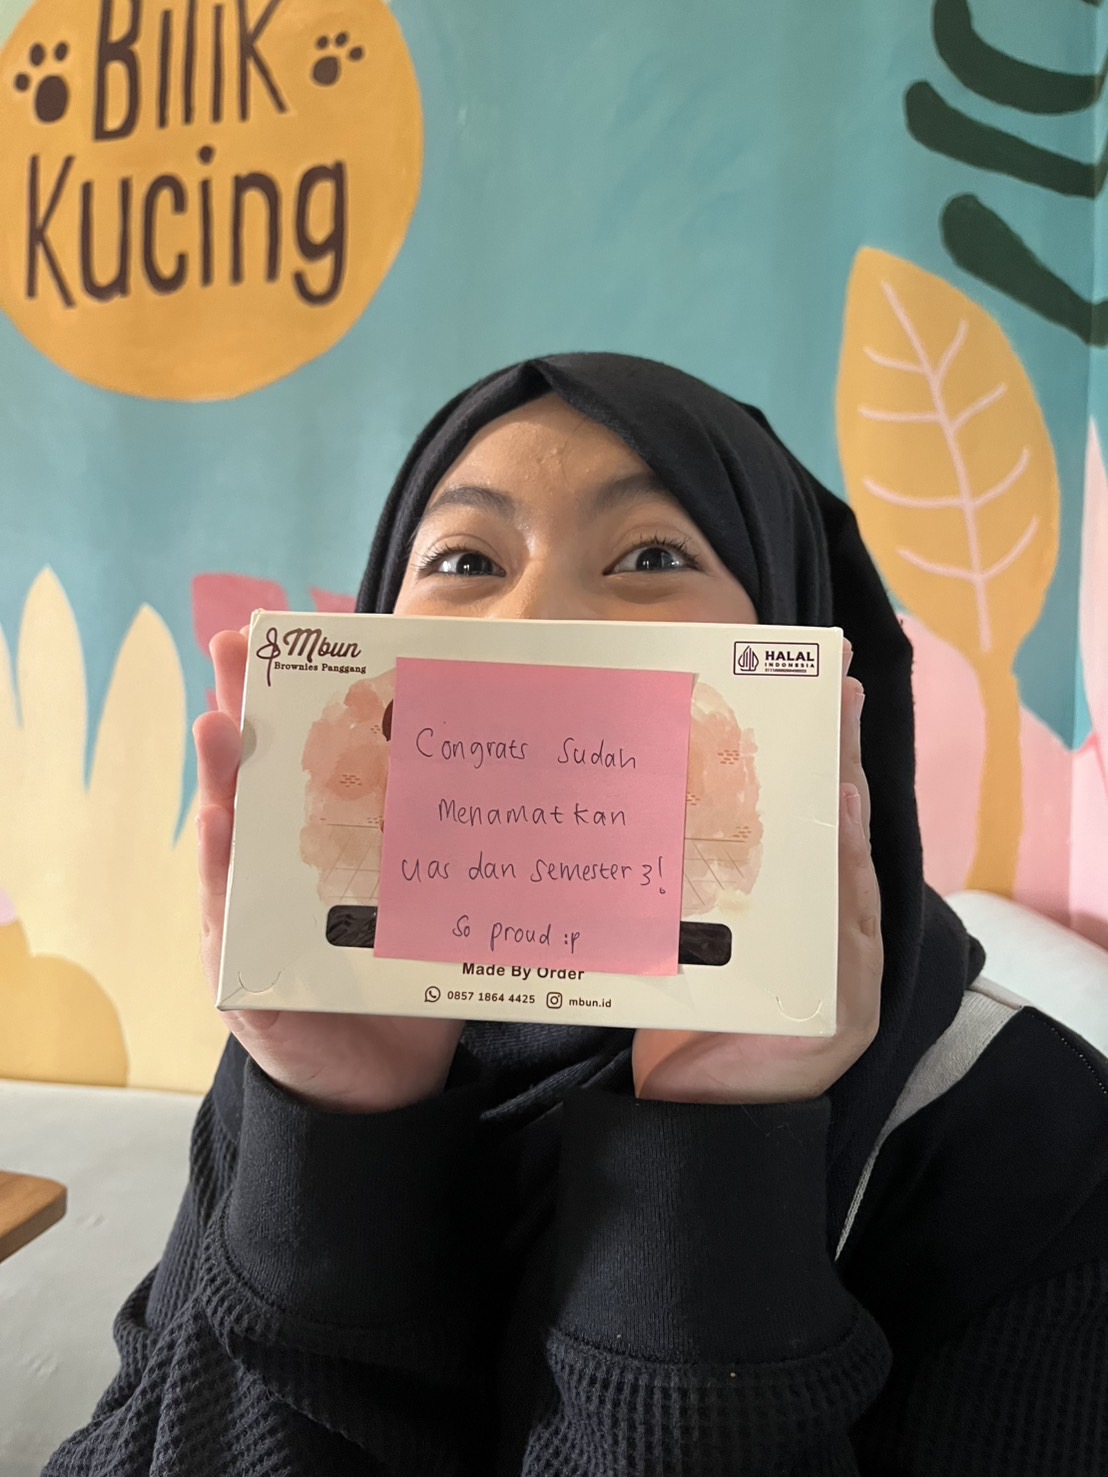 Bilik
Kucing
Mbun
Brownies Panggang
HALAL
INDONESIA
Congrats sudah
Menamatkan
Uas dan semester 3!
So proud :p
Made By Order
0857 1864 4425 mbun.id